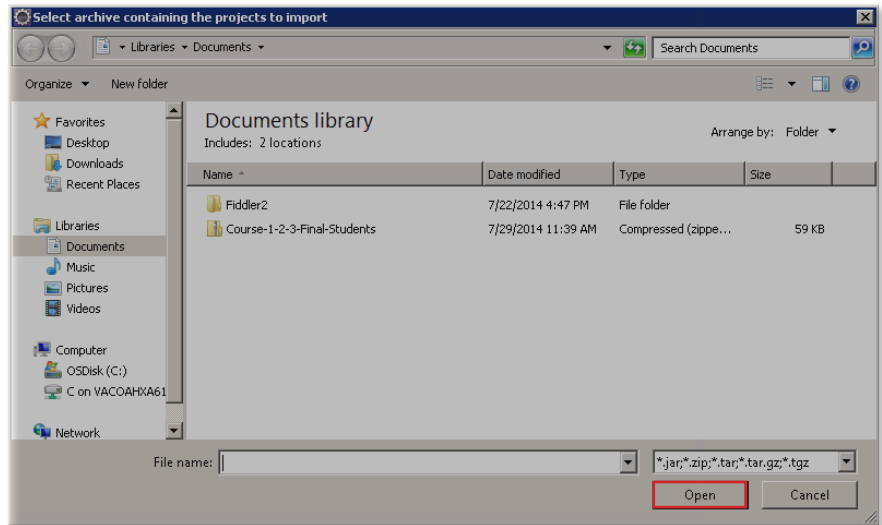 Select archive containing the projects to import
Libraries Documents
Search Documents
Organize New folder
Favorites
Desktop
Downloads
Recent Places
Libraries
Documents
Music
Pictures
Videos
Computer
OSDisk (C:)
C on VACOAHXA61
Network
Documents library
Includes: 2 locations
Arrange by: Folder
Name Date modified Type Size
Fiddler2 7/22/2014 4:47 PM File folder
Course-1-2-3-Final-Students 7/29/2014 11:39 AM Compressed (zippe... 59 KB
File name: *.jar;*.zip;*.tar;*.tar.gz;*.tgz
Open Cancel